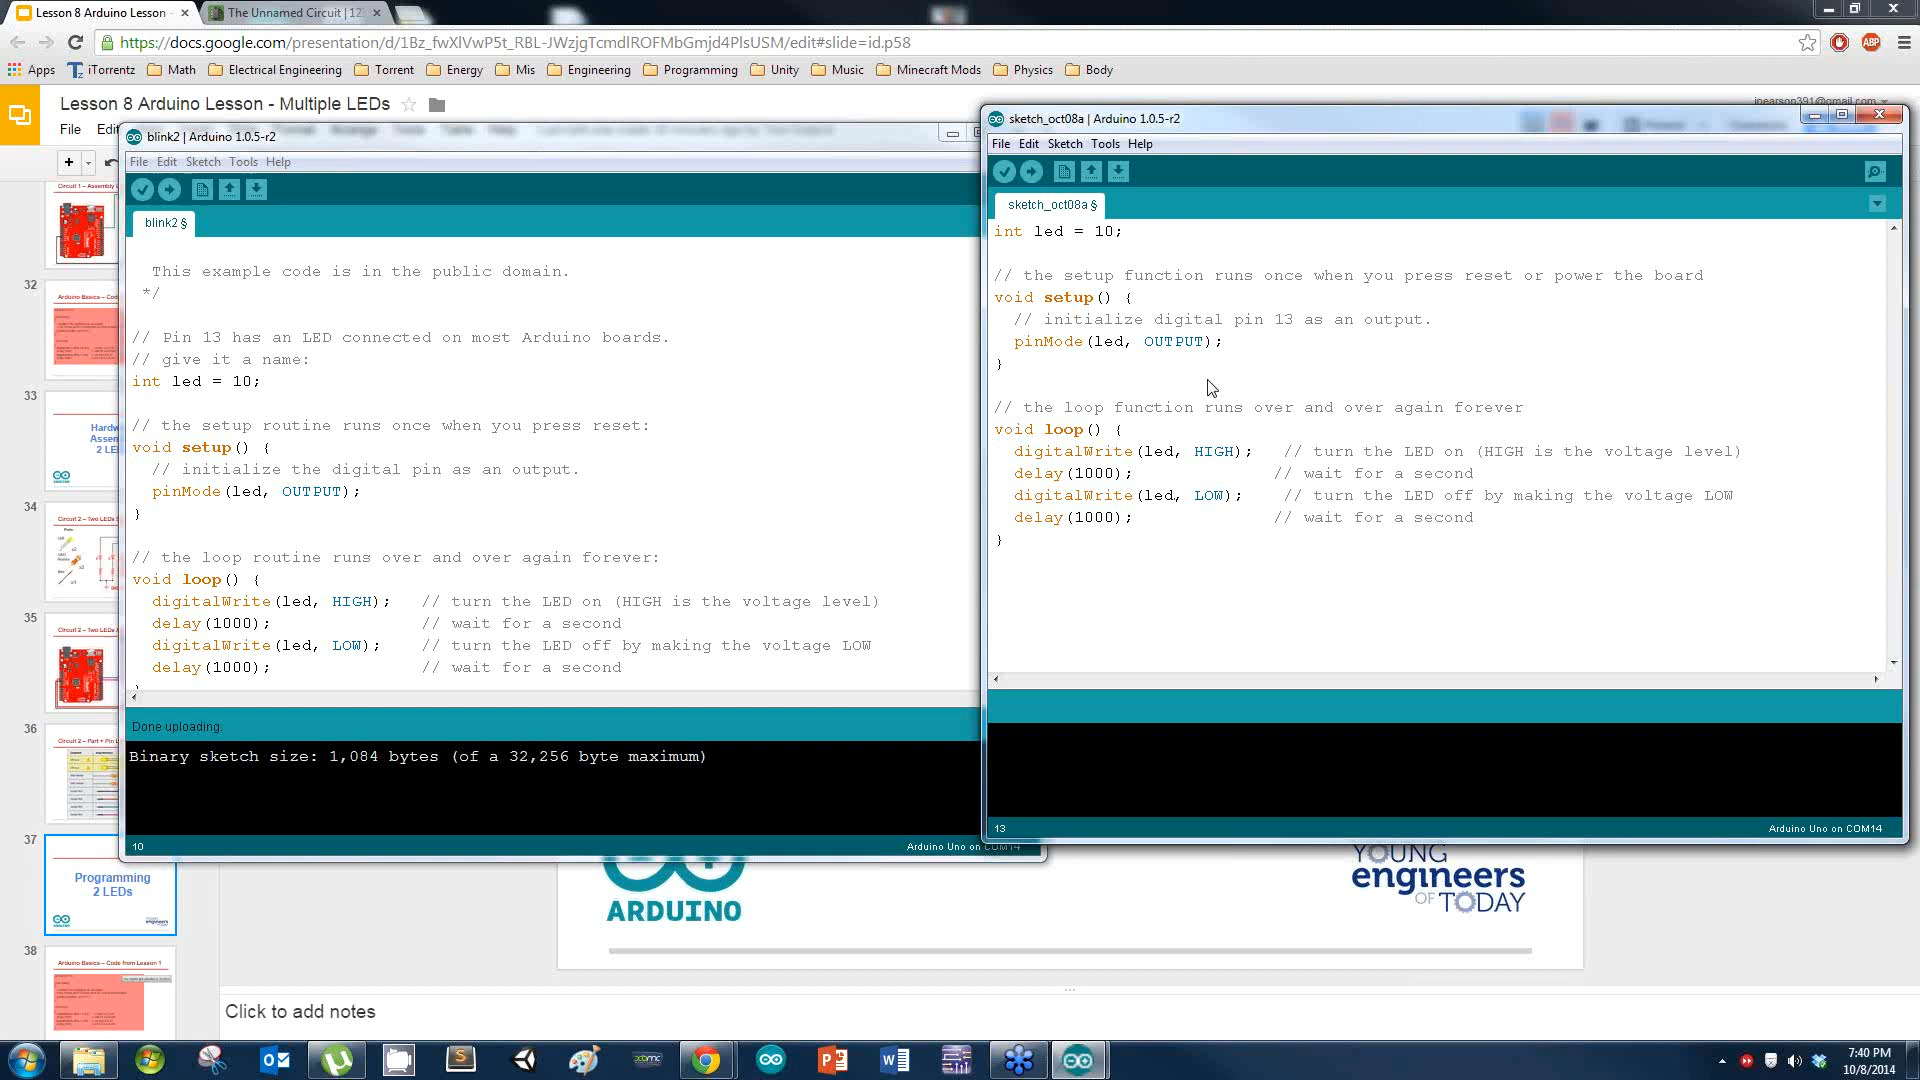 Lesson 8 Arduino Lesson -
The Unnamed Circuit | 12
https://docs.google.com/presentation/d/1Bz_fwXlVwP5t_RBL-JWzjgTcmdlROFMbGmjd4PlsUSM/edit#slide=id.p58
ABP
Apps
iTorrentz
Math
Electrical Engineering
Torrent
Energy
Mis
Engineering
Programming
Unity
Music
Minecraft Mods
Physics
Body
Lesson 8 Arduino Lesson - Multiple LEDs
jpearson391@gmail.com
File
Edi
blink2 | Arduino 1.0.5-r2
File Edit Sketch Tools Help
blink2 §
This example code is in the public domain.
*/
// Pin 13 has an LED connected on most Arduino boards.
// give it a name:
int led = 10;
// the setup routine runs once when you press reset:
void setup() {
// initialize the digital pin as an output.
pinMode(led, OUTPUT);
}
// the loop routine runs over and over again forever:
void loop() {
digitalWrite(led, HIGH);   // turn the LED on (HIGH is the voltage level)
delay(1000);               // wait for a second
digitalWrite(led, LOW);    // turn the LED off by making the voltage LOW
delay(1000);               // wait for a second
Done uploading.
Binary sketch size: 1,084 bytes (of a 32,256 byte maximum)
10
Arduino Uno on COM14
sketch_oct08a | Arduino 1.0.5-r2
File Edit Sketch Tools Help
sketch_oct08a §
int led = 10;
// the setup function runs once when you press reset or power the board
void setup() {
// initialize digital pin 13 as an output.
pinMode(led, OUTPUT);
}
// the loop function runs over and over again forever
void loop() {
digitalWrite(led, HIGH);   // turn the LED on (HIGH is the voltage level)
delay(1000);              // wait for a second
digitalWrite(led, LOW);    // turn the LED off by making the voltage LOW
delay(1000);              // wait for a second
}
13
Arduino Uno on COM14
Circuit 1 – Assembly
32
Arduino Basics – Cod
33
Hardw
Assem
2 LE
34
Circuit 2 – Two LEDs S
35
Circuit 2 – Two LEDs A
36
Circuit 2 – Part + Pin L
37
Programming
2 LEDs
38
Arduino Basics – Code from Lesson 1
ARDUINO
YOUNG
engineers
OF TODAY
Click to add notes
7:40 PM
10/8/2014